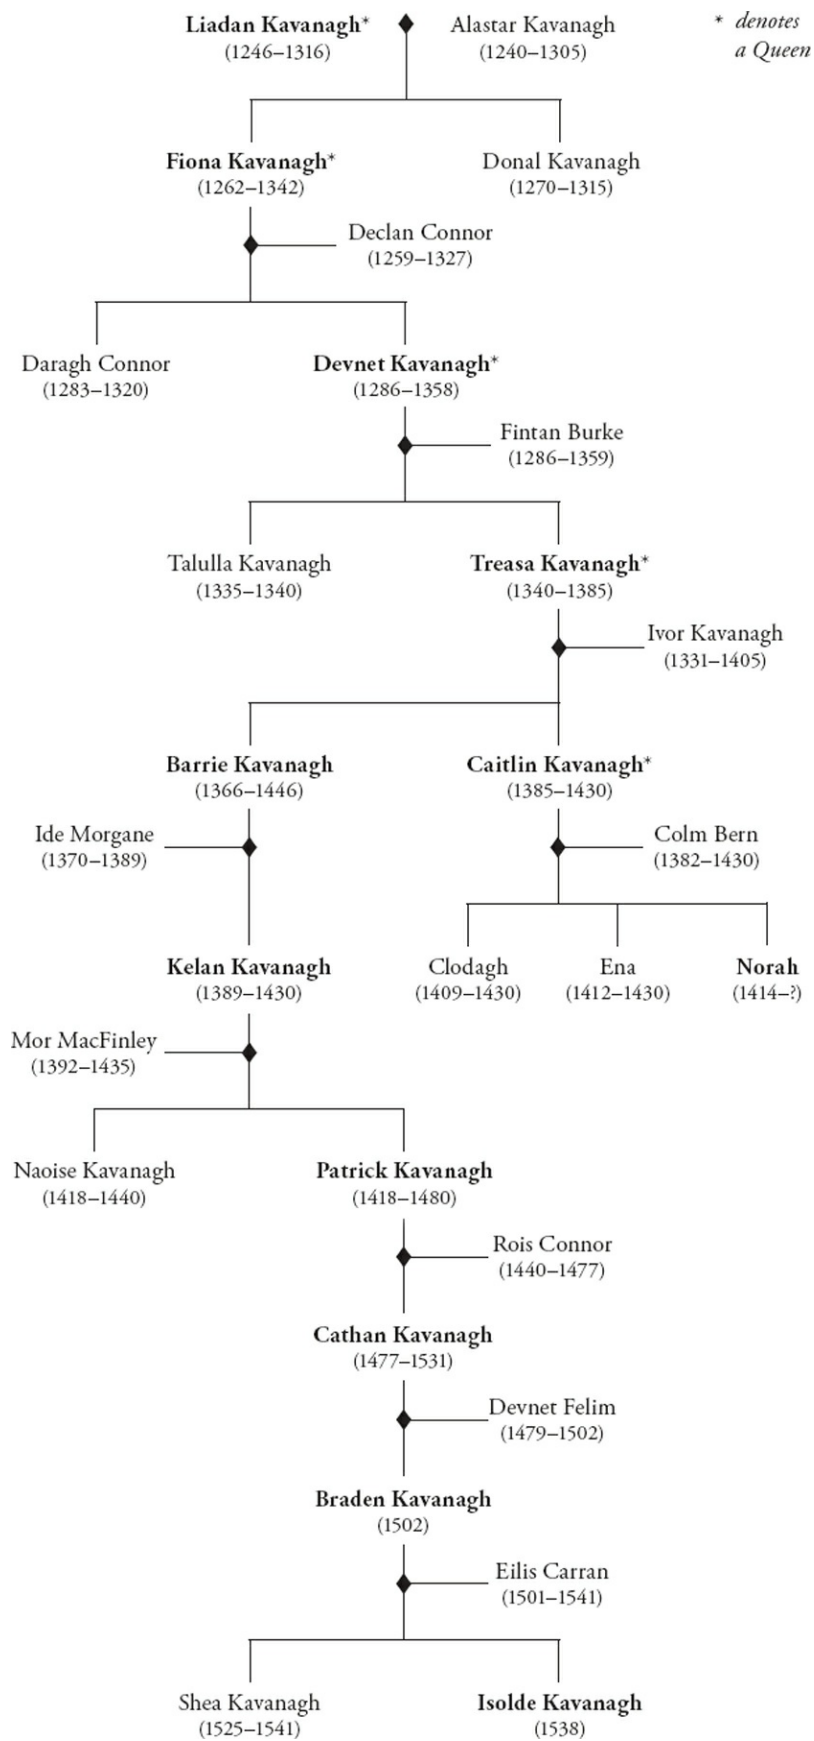 Liadan Kavanagh*
(1246–1316)
Alastar Kavanagh
(1240–1305)
* denotes
a Queen
Fiona Kavanagh*
(1262–1342)
Donal Kavanagh
(1270–1315)
Declan Connor
(1259–1327)
Daragh Connor
(1283–1320)
Devnet Kavanagh*
(1286–1358)
Fintan Burke
(1286–1359)
Talulla Kavanagh
(1335–1340)
Treasa Kavanagh*
(1340–1385)
Ivor Kavanagh
(1331–1405)
Barrie Kavanagh
(1366–1446)
Caitlin Kavanagh*
(1385–1430)
Ide Morgane
(1370–1389)
Colm Bern
(1382–1430)
Kelan Kavanagh
(1389–1430)
Clodagh
(1409–1430)
Ena
(1412–1430)
Norah
(1414–?)
Mor MacFinley
(1392–1435)
Naoise Kavanagh
(1418–1440)
Patrick Kavanagh
(1418–1480)
Rois Connor
(1440–1477)
Cathan Kavanagh
(1477–1531)
Devnet Felim
(1479–1502)
Braden Kavanagh
(1502)
Eilis Carran
(1501–1541)
Shea Kavanagh
(1525–1541)
Isolde Kavanagh
(1538)